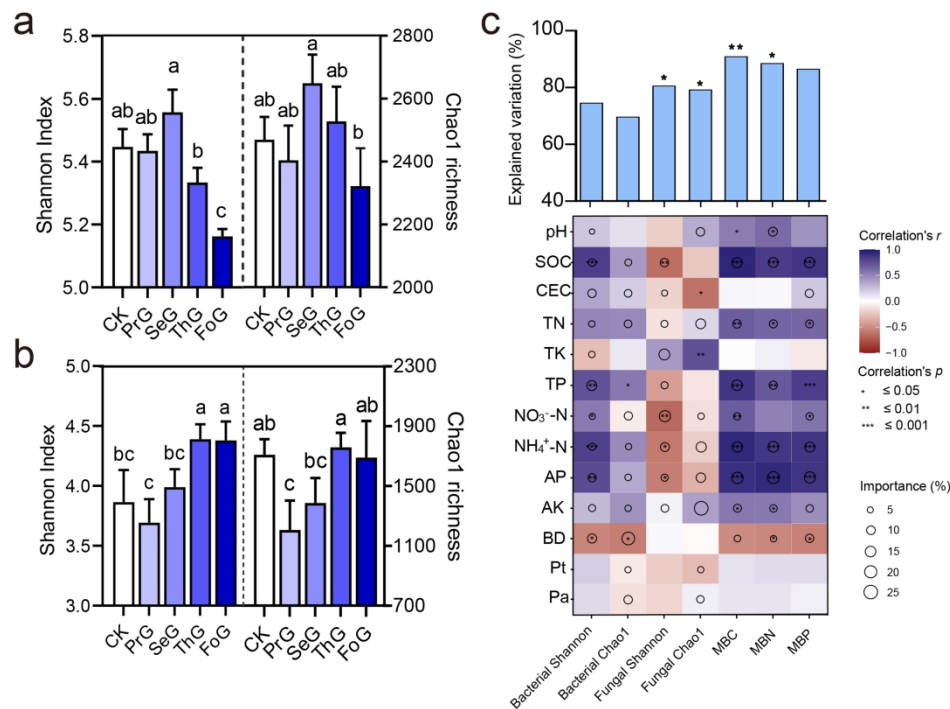 a
5.8
5.6
5.4
5.2
5.0
Shannon Index
ab ab a b c
ab ab a ab b
2800
2600
2400
2200
2000
Chao1 richness
CK PrG SeG ThG FoG CK PrG SeG ThG FoG
b
5.0
4.5
4.0
3.5
3.0
Shannon Index
bc c bc a a
ab c bc a ab
2300
1900
1500
1100
700
Chao1 richness
CK PrG SeG ThG FoG CK PrG SeG ThG FoG
c
Explained variation (%)
100
80
60
40
* * ** *
pH
SOC
CEC
TN
TK
TP
NO₃⁻-N
NH₄⁺-N
AP
AK
BD
Pt
Pa
Bacterial Shannon
Bacterial Chao1
Fungal Shannon
Fungal Chao1
MBC
MBN
MBP
Correlation's r
1.0
0.5
0.0
−0.5
−1.0
Correlation's p
* ≤ 0.05
** ≤ 0.01
*** ≤ 0.001
Importance (%)
5
10
15
20
25